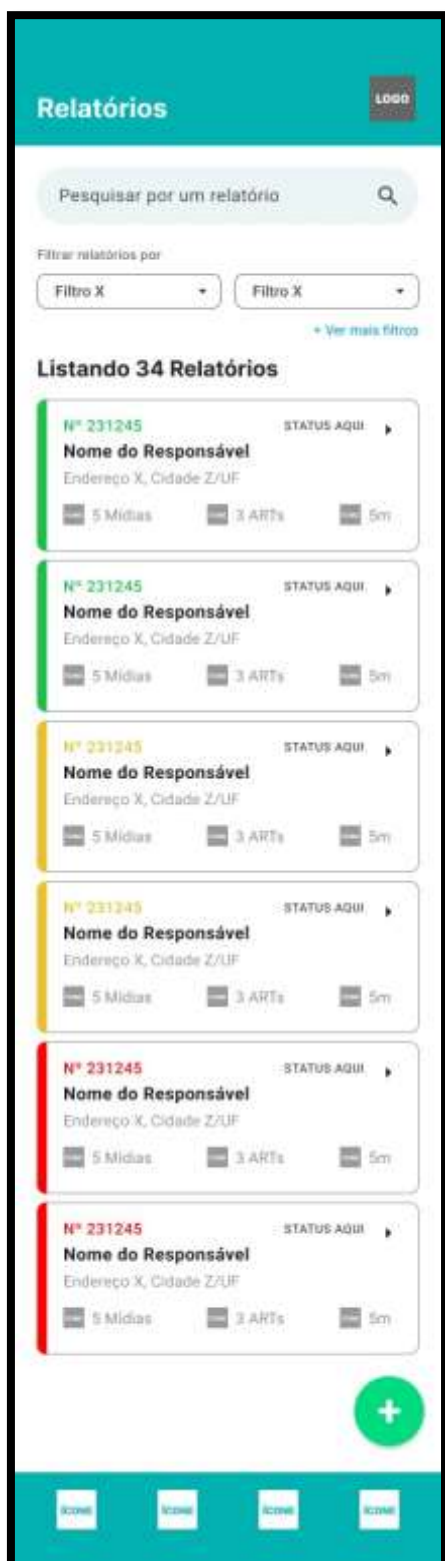 Relatórios
LOGO
Pesquisar por um relatório
Filtrar relatórios por
Filtro X
Filtro X
+ Ver mais filtros
Listando 34 Relatórios
Nº 231245 STATUS AQUI
Nome do Responsável
Endereço X, Cidade Z/UF
5 Mídias 3 ARTs 5m
Nº 231245 STATUS AQUI
Nome do Responsável
Endereço X, Cidade Z/UF
5 Mídias 3 ARTs 5m
Nº 231245 STATUS AQUI
Nome do Responsável
Endereço X, Cidade Z/UF
5 Mídias 3 ARTs 5m
Nº 231245 STATUS AQUI
Nome do Responsável
Endereço X, Cidade Z/UF
5 Mídias 3 ARTs 5m
Nº 231245 STATUS AQUI
Nome do Responsável
Endereço X, Cidade Z/UF
5 Mídias 3 ARTs 5m
Nº 231245 STATUS AQUI
Nome do Responsável
Endereço X, Cidade Z/UF
5 Mídias 3 ARTs 5m
+
ÍCONE ÍCONE ÍCONE ÍCONE